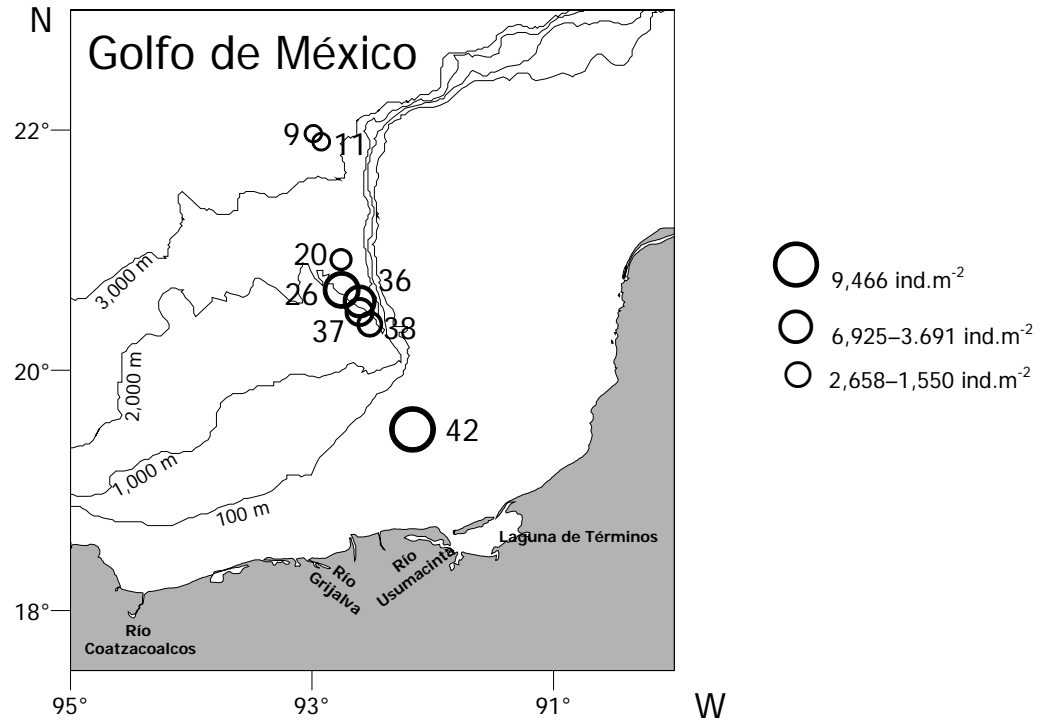 N
Golfo de México
22°
9
11
20
36
3,000 m
26
37
38
20°
2,000 m
42
1,000 m
100 m
Laguna de Términos
Río
Usumacinta
Río
Grijalva
18°
Río
Coatzacoalcos
95°
93°
91°
W
9,466 ind.m-2
6,925–3.691 ind.m-2
2,658–1,550 ind.m-2